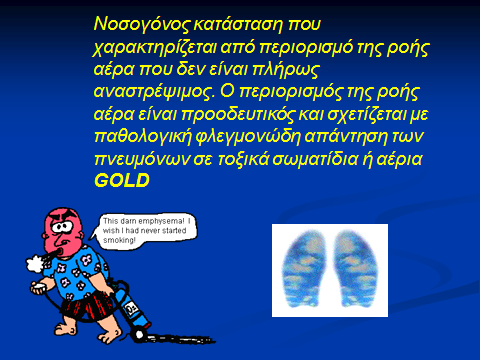 Νοσογόνος κατάσταση που
χαρακτηρίζεται από περιορισμό της ροής
αέρα που δεν είναι πλήρως
αναστρέψιμος. Ο περιορισμός της ροής
αέρα είναι προοδευτικός και σχετίζεται με
παθολογική φλεγμονώδη απάντηση των
πνευμόνων σε τοξικά σωματίδια ή αέρια
GOLD
This darn emphysema! I
wish I had never started
smoking!